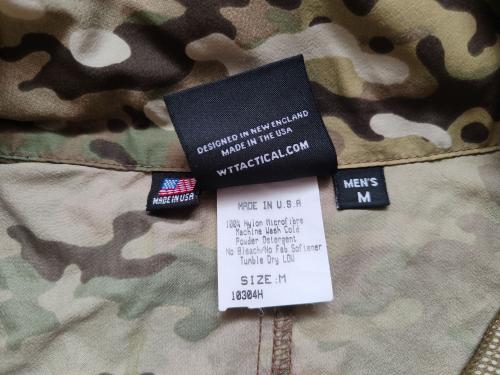 DESIGNED IN NEW ENGLAND
MADE IN THE USA
WTTACTICAL.COM
MADE IN USA
MEN'S
M
MADE IN U.S.A
100% Nylon Microfibre
Machine Wash Cold
Powder Detergent
No Bleach/No Fab Softener
Tumble Dry LOW
SIZE:M
10304H